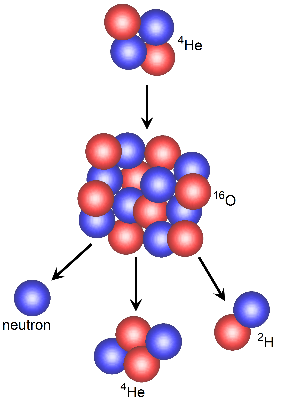 ⁴He
¹⁶O
neutron
²H
⁴He